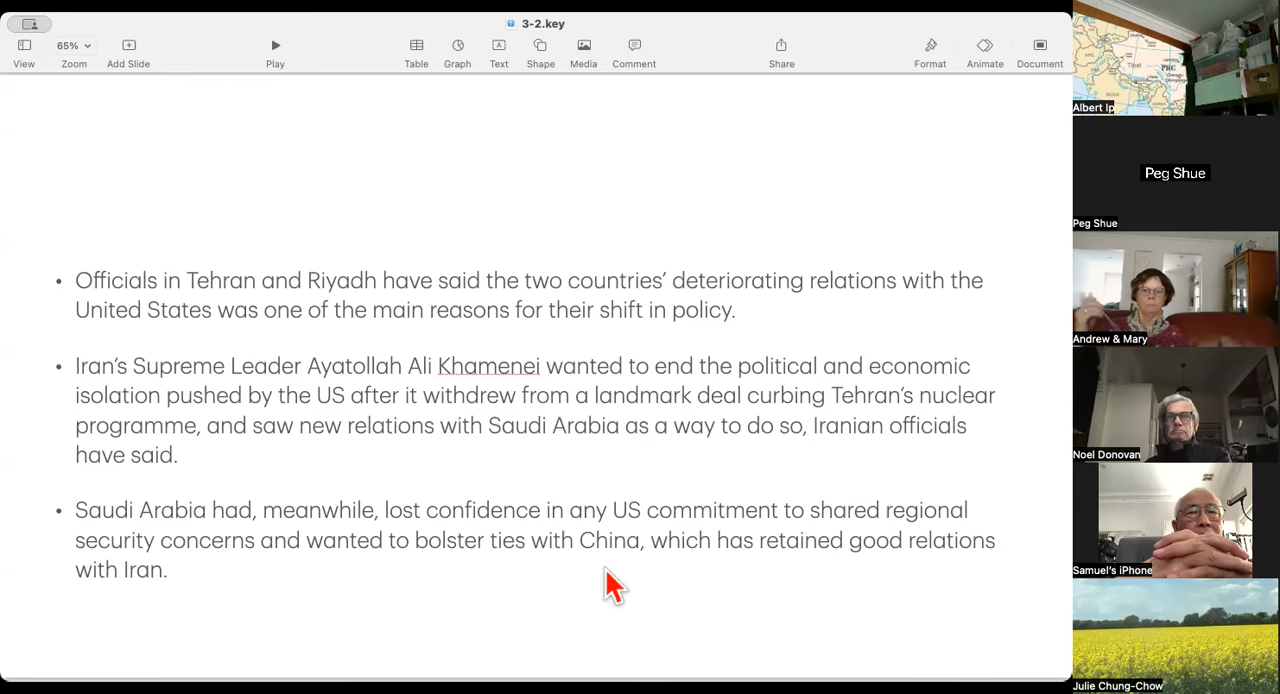 3-2.key
65%
View
Zoom
Add Slide
Play
Table
Graph
Text
Shape
Media
Comment
Share
Format
Animate
Document
• Officials in Tehran and Riyadh have said the two countries’ deteriorating relations with the
United States was one of the main reasons for their shift in policy.
• Iran’s Supreme Leader Ayatollah Ali Khamenei wanted to end the political and economic
isolation pushed by the US after it withdrew from a landmark deal curbing Tehran’s nuclear
programme, and saw new relations with Saudi Arabia as a way to do so, Iranian officials
have said.
• Saudi Arabia had, meanwhile, lost confidence in any US commitment to shared regional
security concerns and wanted to bolster ties with China, which has retained good relations
with Iran.
Tibet
PRC
Albert Ip
Peg Shue
Peg Shue
Andrew & Mary
Noel Donovan
Samuel’s iPhone
Julie Chung-Chow